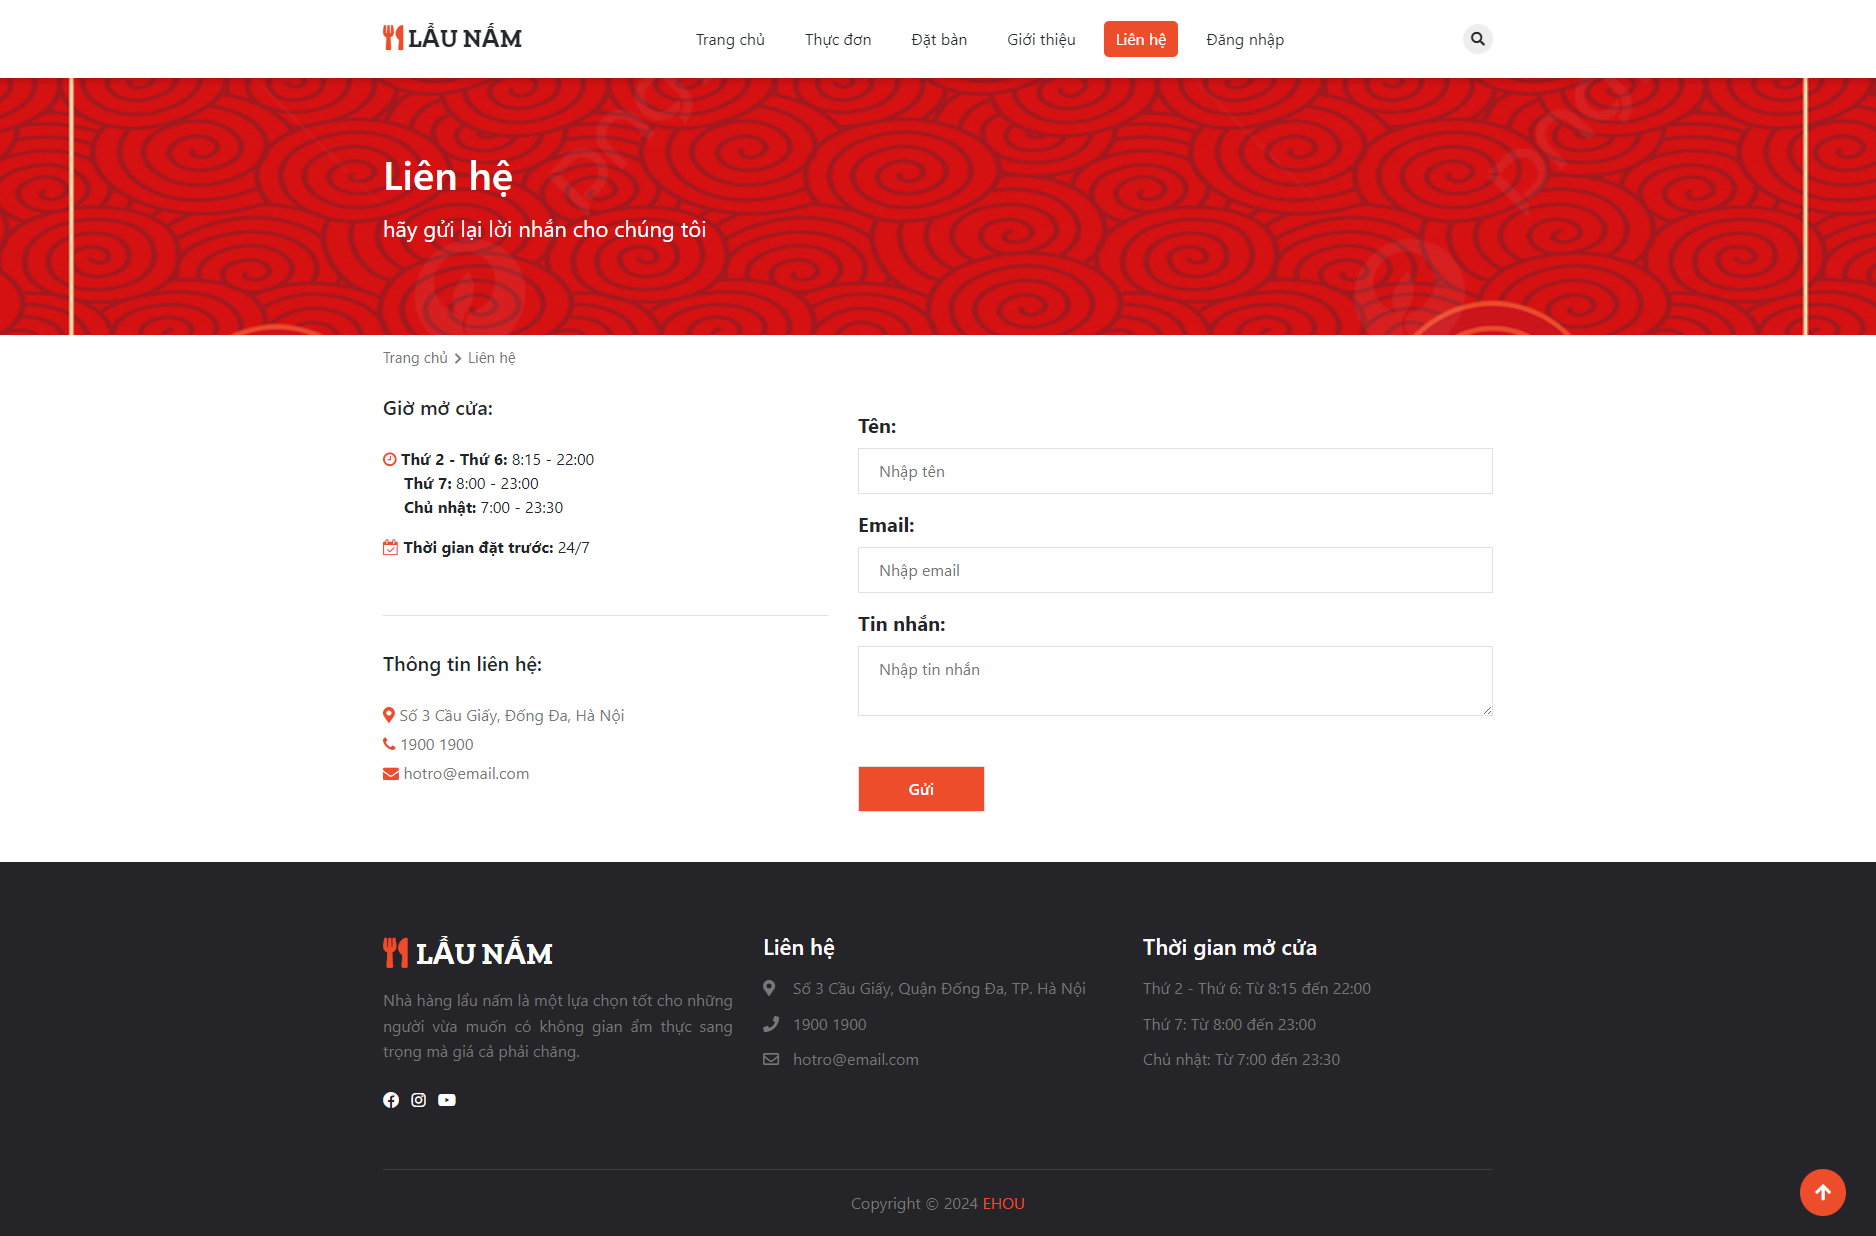 LẨU NẤM
Trang chủ
Thực đơn
Đặt bàn
Giới thiệu
Liên hệ
Đăng nhập
png
png
Liên hệ
hãy gửi lại lời nhắn cho chúng tôi
Trang chủ
Liên hệ
Giờ mở cửa:
Thứ 2 - Thứ 6: 8:15 - 22:00
Thứ 7: 8:00 - 23:00
Chủ nhật: 7:00 - 23:30
Thời gian đặt trước: 24/7
Thông tin liên hệ:
Số 3 Cầu Giấy, Đống Đa, Hà Nội
1900 1900
hotro@email.com
Tên:
Nhập tên
Email:
Nhập email
Tin nhắn:
Nhập tin nhắn
Gửi
LẨU NẤM
Nhà hàng lẩu nấm là một lựa chọn tốt cho những
người vừa muốn có không gian ẩm thực sang
trọng mà giá cả phải chăng.
Liên hệ
Số 3 Cầu Giấy, Quận Đống Đa, TP. Hà Nội
1900 1900
hotro@email.com
Thời gian mở cửa
Thứ 2 - Thứ 6: Từ 8:15 đến 22:00
Thứ 7: Từ 8:00 đến 23:00
Chủ nhật: Từ 7:00 đến 23:30
Copyright © 2024 EHOU